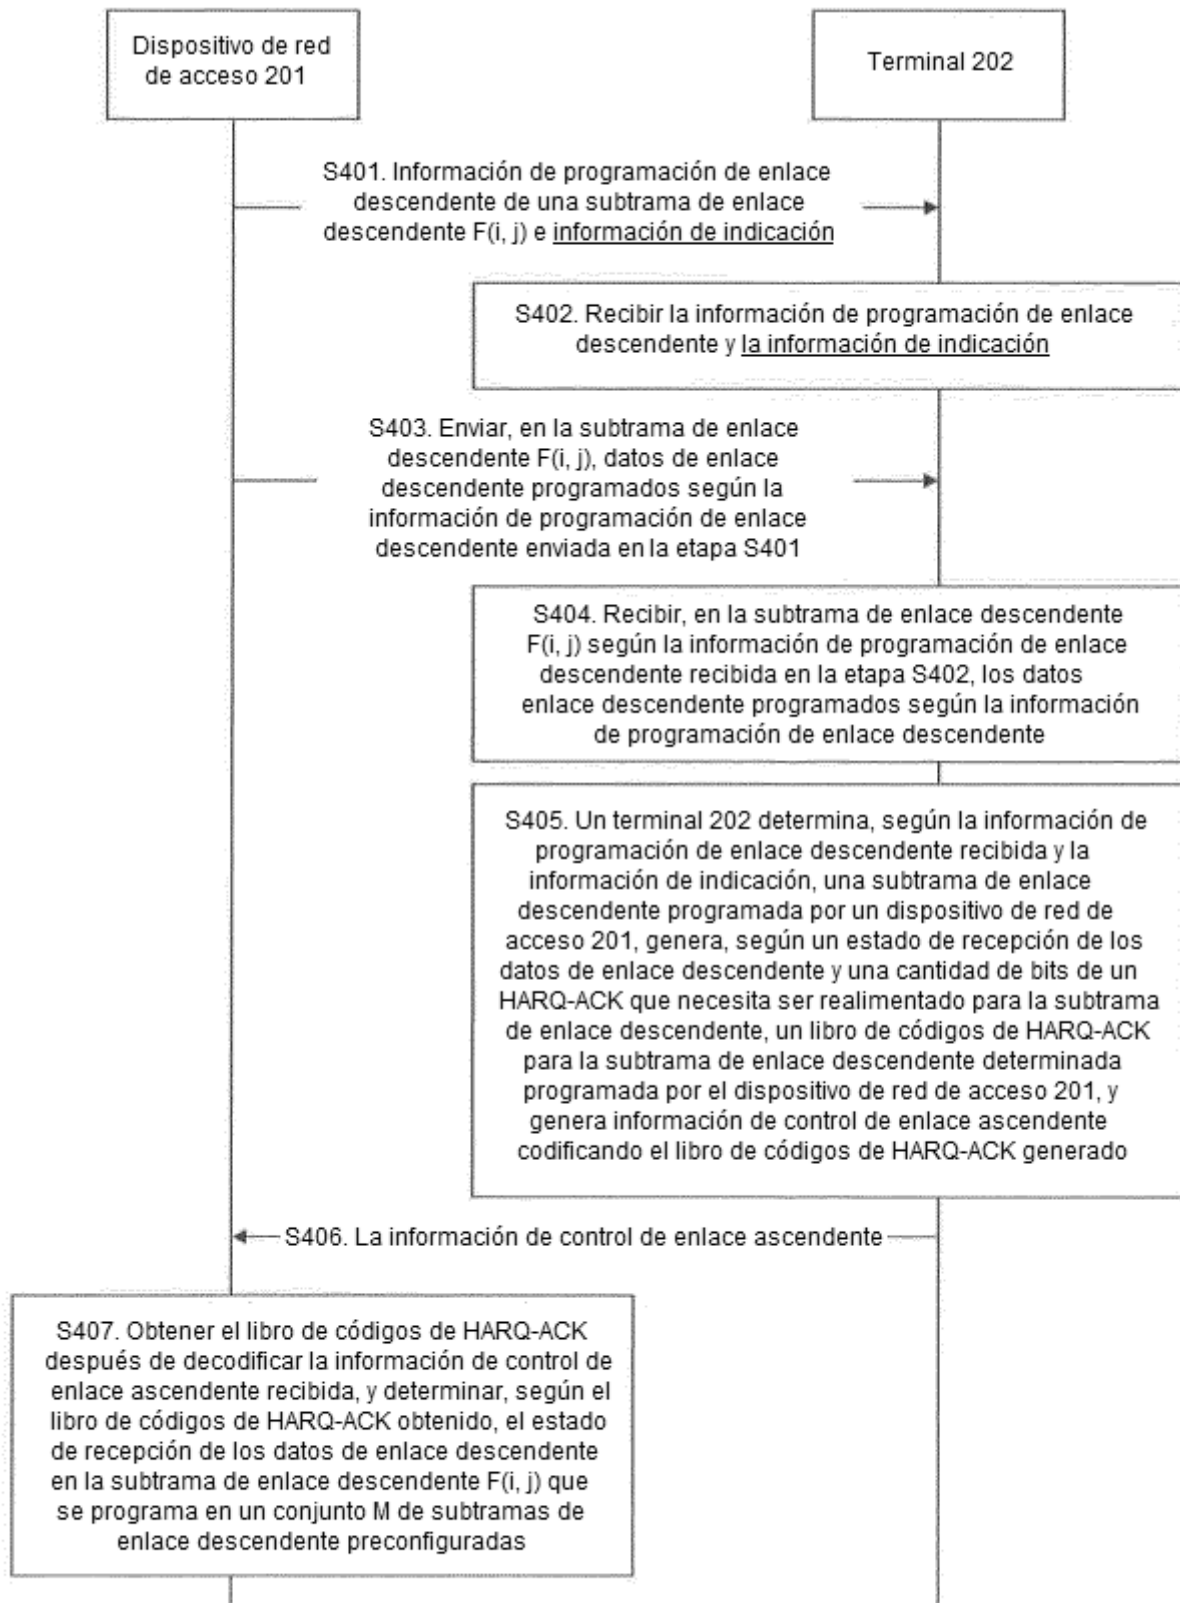 Dispositivo de red
de acceso 201
Terminal 202
S401. Información de programación de enlace
descendente de una subtrama de enlace
descendente F(i, j) e información de indicación
S402. Recibir la información de programación de enlace
descendente y la información de indicación
S403. Enviar, en la subtrama de enlace
descendente F(i, j), datos de enlace
descendente programados según la
información de programación de enlace
descendente enviada en la etapa S401
S404. Recibir, en la subtrama de enlace descendente
F(i, j) según la información de programación de enlace
descendente recibida en la etapa S402, los datos
enlace descendente programados según la información
de programación de enlace descendente
S405. Un terminal 202 determina, según la información de
programación de enlace descendente recibida y la
información de indicación, una subtrama de enlace
descendente programada por un dispositivo de red de
acceso 201, genera, según un estado de recepción de los
datos de enlace descendente y una cantidad de bits de un
HARQ-ACK que necesita ser realimentado para la subtrama
de enlace descendente, un libro de códigos de HARQ-ACK
para la subtrama de enlace descendente determinada
programada por el dispositivo de red de acceso 201, y
genera información de control de enlace ascendente
codificando el libro de códigos de HARQ-ACK generado
S406. La información de control de enlace ascendente
S407. Obtener el libro de códigos de HARQ-ACK
después de decodificar la información de control de
enlace ascendente recibida, y determinar, según el
libro de códigos de HARQ-ACK obtenido, el estado
de recepción de los datos de enlace descendente
en la subtrama de enlace descendente F(i, j) que
se programa en un conjunto M de subtramas de
enlace descendente preconfiguradas